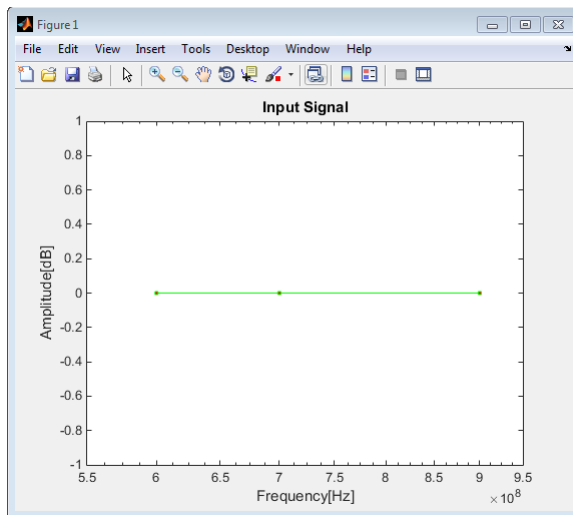 Figure 1
File Edit View Insert Tools Desktop Window Help
Input Signal
1
0.8
0.6
0.4
0.2
0
-0.2
-0.4
-0.6
-0.8
-1
Amplitude[dB]
5.5 6 6.5 7 7.5 8 8.5 9 9.5
Frequency[Hz]
× 10⁸